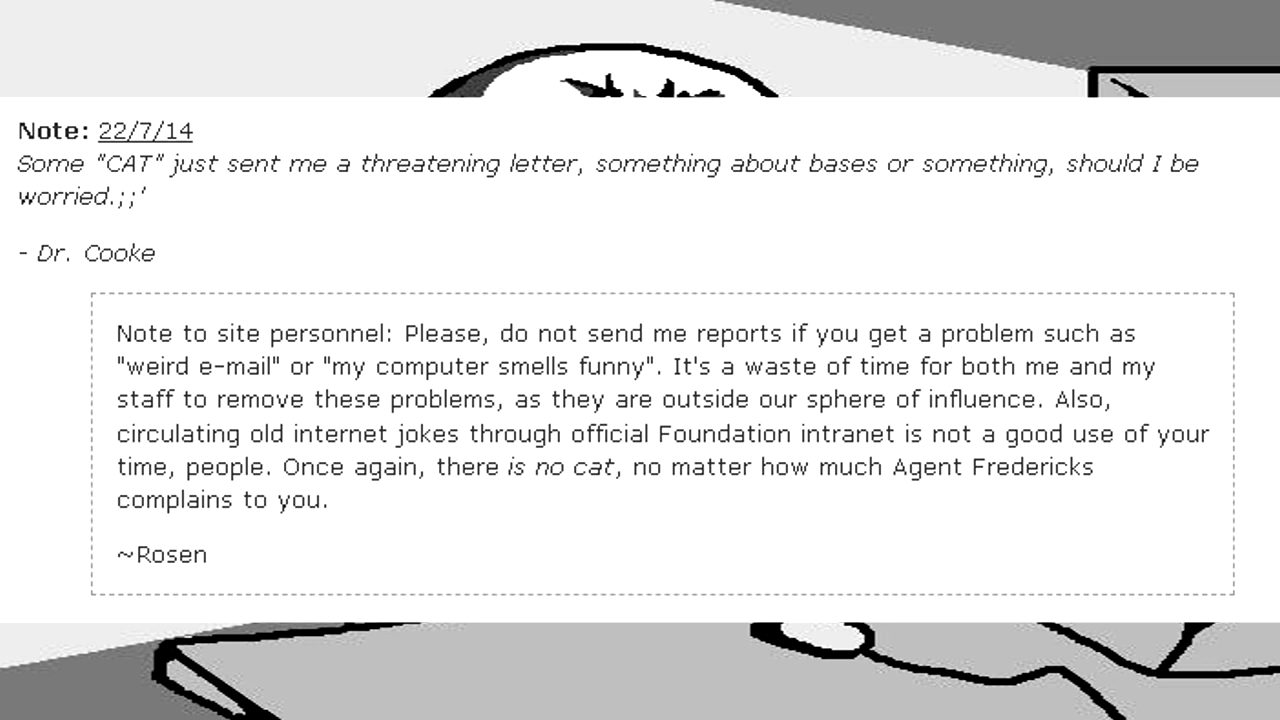 Note: 22/7/14
Some "CAT" just sent me a threatening letter, something about bases or something, should I be
worried.;;'
- Dr. Cooke
Note to site personnel: Please, do not send me reports if you get a problem such as
"weird e-mail" or "my computer smells funny". It's a waste of time for both me and my
staff to remove these problems, as they are outside our sphere of influence. Also,
circulating old internet jokes through official Foundation intranet is not a good use of your
time, people. Once again, there is no cat, no matter how much Agent Fredericks
complains to you.
~Rosen